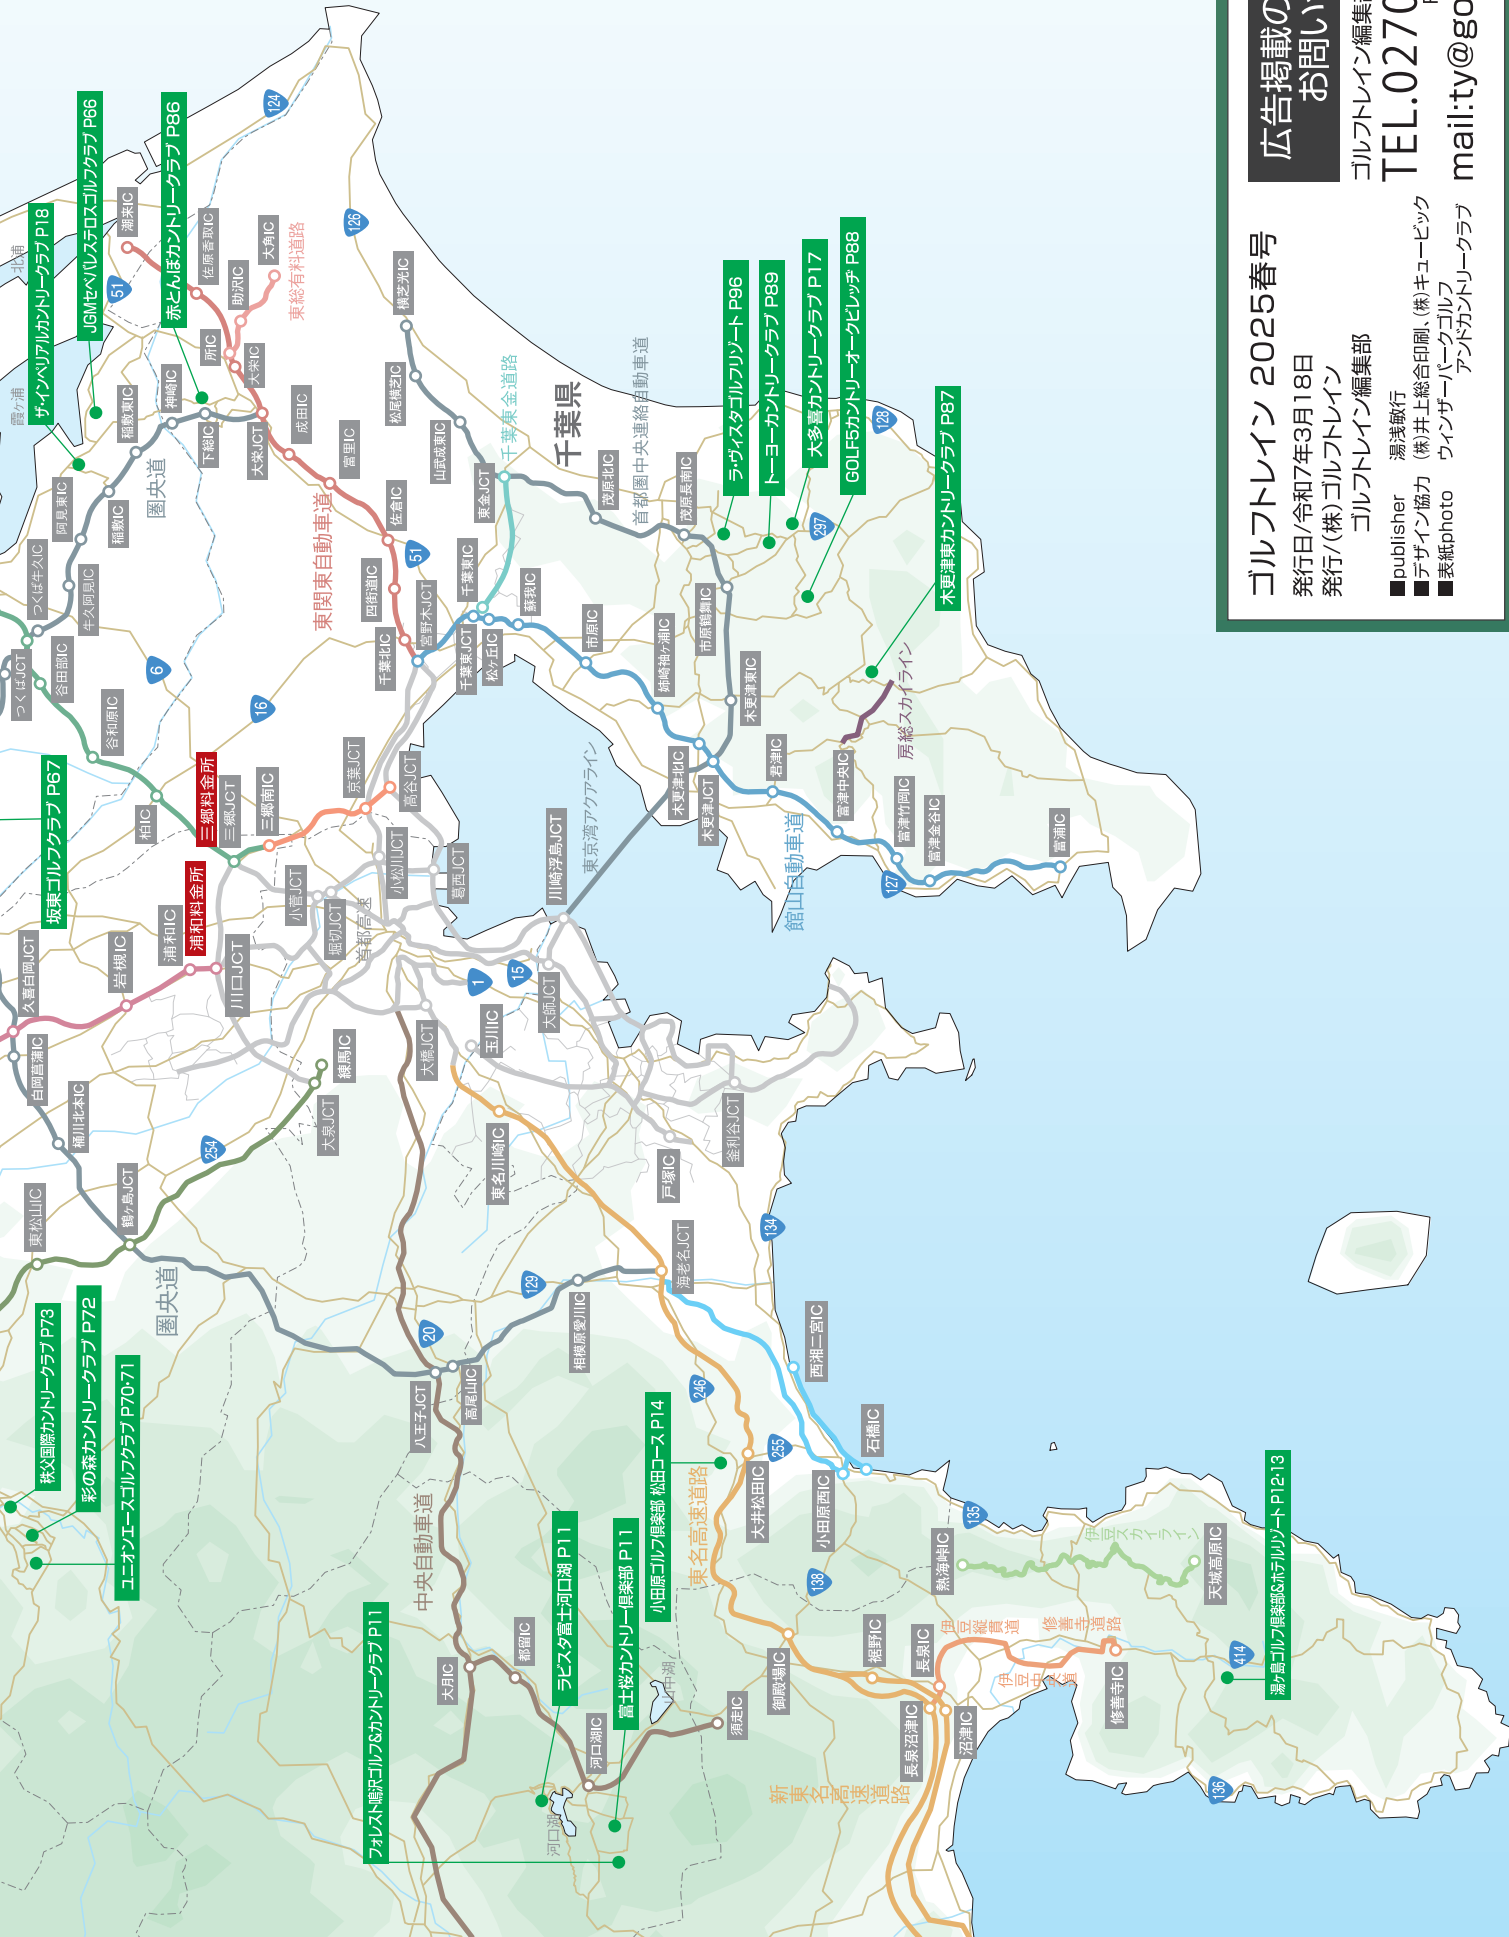 北浦
霞ヶ浦
ザ・インペリアルカントリークラブ P18
JGMセベバレステロスゴルフクラブ P66
赤とんぼカントリークラブ P86
潮来IC
佐原香取IC
助沢IC
大角IC
東総有料道路
所IC
大栄IC
神崎IC
稲敷東IC
下総IC
大栄JCT
成田IC
富里IC
圏央道
阿見東IC
稲敷IC
つくば牛久IC
牛久阿見IC
つくばJCT
谷田部IC
谷和原IC
東関東自動車道
佐倉IC
四街道IC
千葉北IC
宮野木JCT
横芝光IC
松尾横芝IC
山武成東IC
東金JCT
千葉東金道路
千葉県
千葉東IC
千葉東JCT
松ヶ丘IC
蘇我IC
市原IC
茂原北IC
首都圏中央連絡自動車道
茂原長南IC
市原鶴舞IC
姉崎袖ヶ浦IC
木更津東IC
木更津北IC
木更津JCT
君津IC
富津中央IC
富津竹岡IC
富津金谷IC
富浦IC
館山自動車道
房総スカイライン
ラ・ヴィスタゴルフリゾート P96
トーヨーカントリークラブ P89
大多喜カントリークラブ P17
GOLF5カントリーオークビレッヂ P88
木更津東カントリークラブ P87
東京湾アクアライン
坂東ゴルフクラブ P67
柏IC
三郷料金所
三郷JCT
三郷南IC
京葉JCT
高谷JCT
小菅JCT
堀切JCT
首都高速
小松川JCT
葛西JCT
川崎浮島JCT
大師JCT
浦和IC
浦和料金所
川口JCT
岩槻IC
久喜白岡JCT
白岡菖蒲IC
桶川北本IC
練馬IC
大泉JCT
大橋JCT
玉川IC
東名川崎IC
戸塚IC
釜利谷JCT
東松山IC
鶴ヶ島JCT
圏央道
海老名JCT
相模原愛川IC
高尾山IC
八王子JCT
西湘二宮IC
石橋IC
小田原西IC
大井松田IC
東名高速道路
秩父国際カントリークラブ P73
彩の森カントリークラブ P72
ユニオンエースゴルフクラブ P70・71
中央自動車道
大月IC
都留IC
河口湖IC
河口湖
山中湖
須走IC
フォレスト鳴沢ゴルフ&カントリークラブ P11
ラビスタ富士河口湖 P11
富士桜カントリー倶楽部 P11
小田原ゴルフ倶楽部 松田コース P14
御殿場IC
裾野IC
長泉IC
長泉沼津IC
沼津IC
新東名高速道路
伊豆縦貫道
伊豆中央道
修善寺道路
修善寺IC
熱海峠IC
伊豆スカイライン
天城高原IC
湯ヶ島ゴルフ倶楽部&ホテルリゾート P12・13
124
126
51
51
6
16
128
297
127
1
15
254
134
129
20
246
255
138
135
414
136
ゴルフトレイン 2025春号
発行日/令和7年3月18日
発行/(株)ゴルフトレイン
ゴルフトレイン編集部
■publisher 湯浅敏行
■デザイン協力 (株)井上総合印刷、(株)キュービック
■表紙photo ウィンザーパークゴルフ
アンドカントリークラブ
広告掲載の
お問い
ゴルフトレイン編集
TEL.0270
mail:ty@go